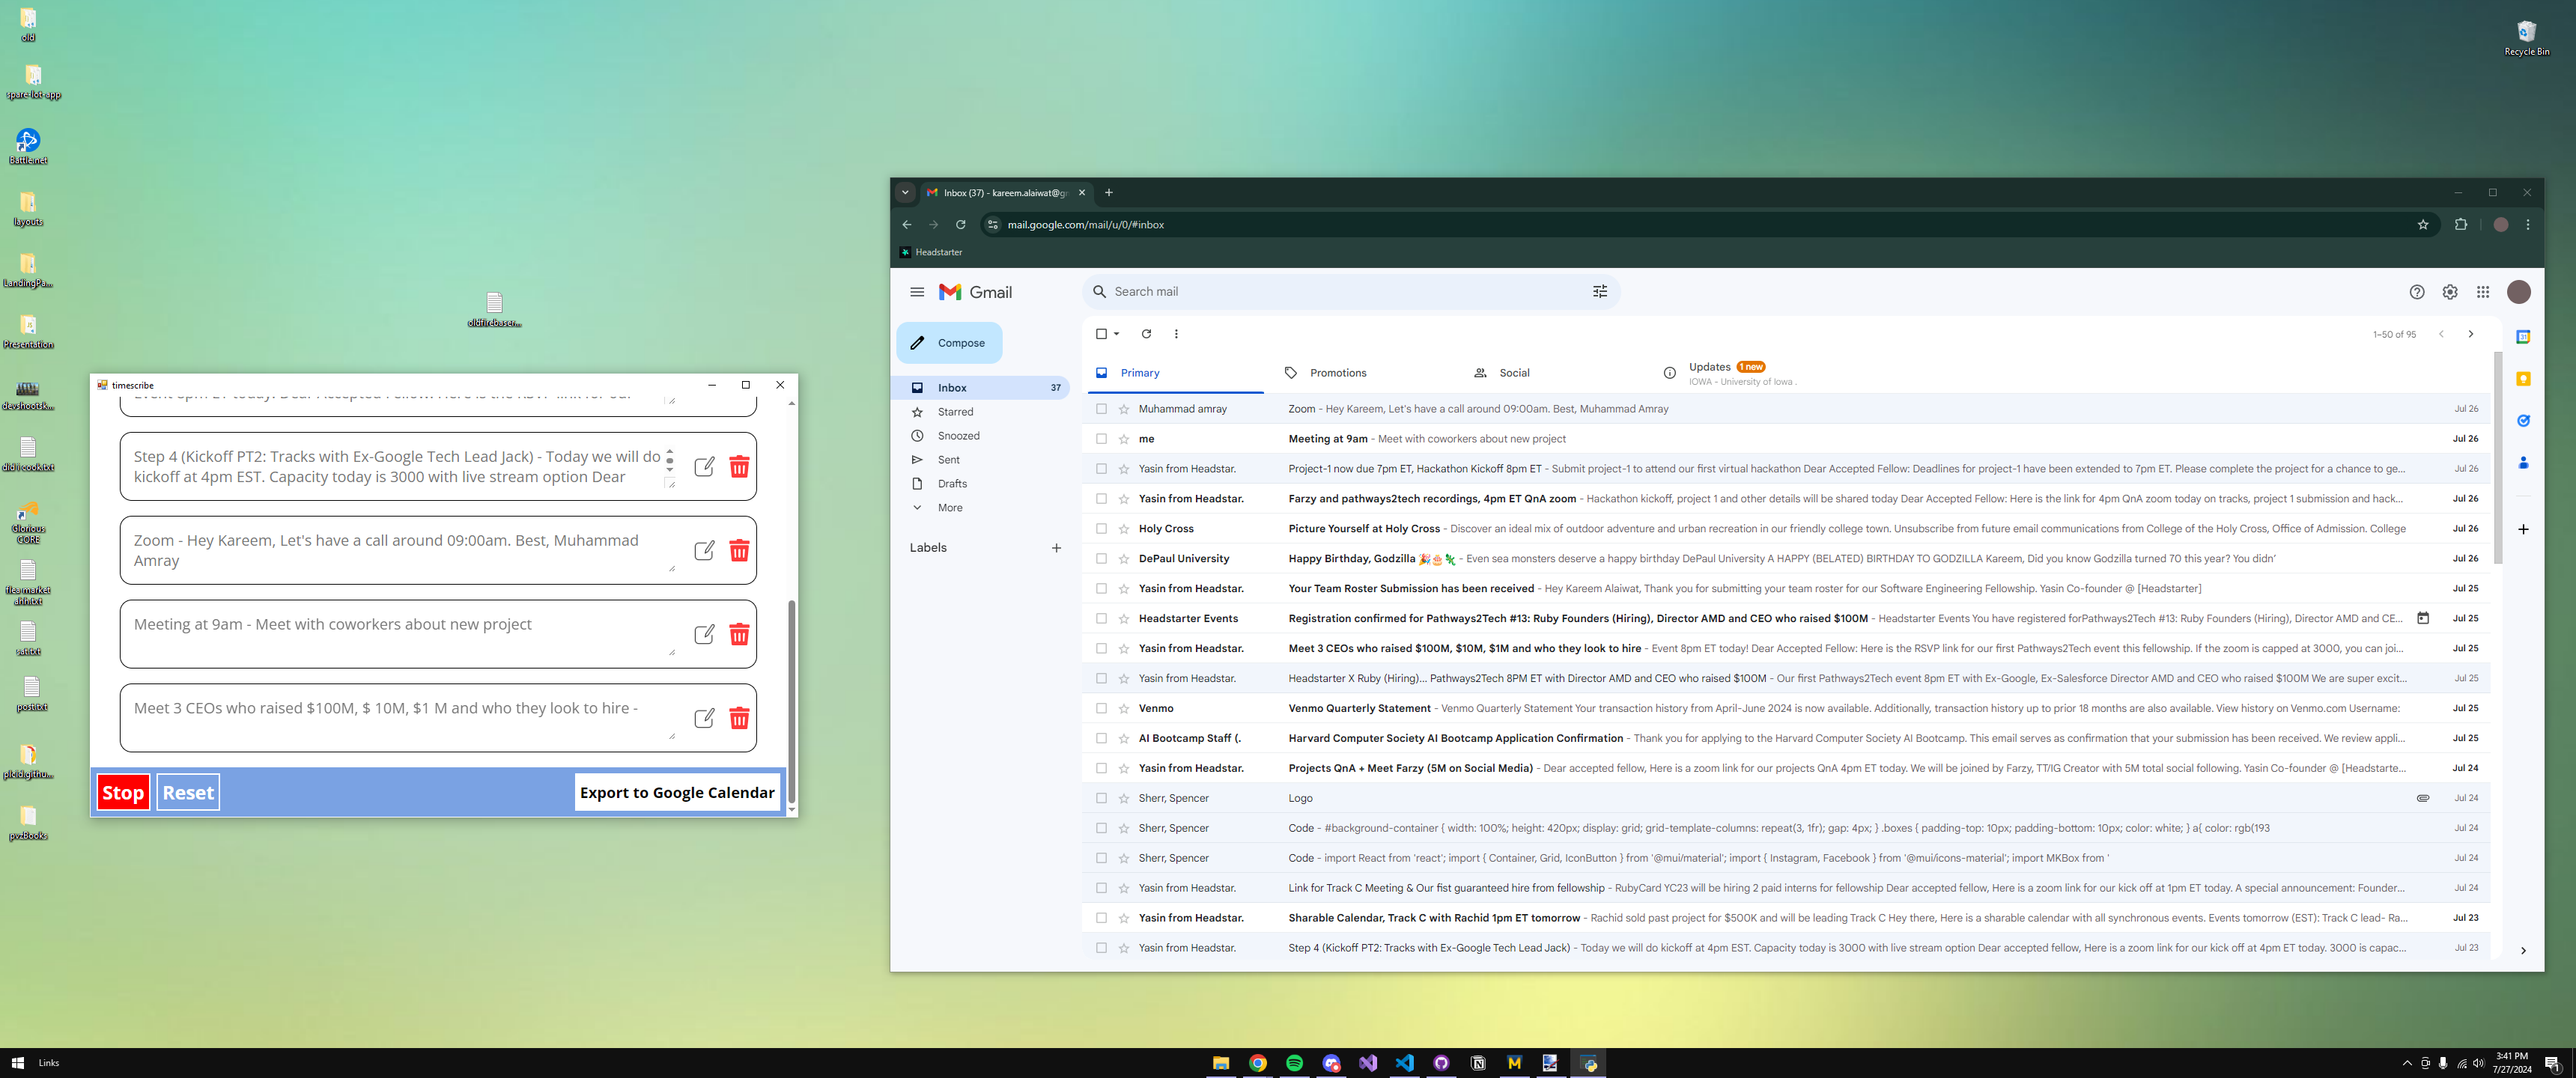 old
spare-lot-app
Battle.net
layouts
LandingPa...
Presentation
devshootsk...
did i cook.txt
Glorious
CORE
flea market
ahh.txt
sat.txt
post.txt
plcid.githu...
pvzBooks
oldfirebaser...
Recycle Bin
timescribe
Event 8pm ET today! Dear Accepted Fellow: Here is the RSVP link for our
Step 4 (Kickoff PT2: Tracks with Ex-Google Tech Lead Jack) - Today we will do
kickoff at 4pm EST. Capacity today is 3000 with live stream option Dear
Zoom - Hey Kareem, Let's have a call around 09:00am. Best, Muhammad
Amray
Meeting at 9am - Meet with coworkers about new project
Meet 3 CEOs who raised $100M, $ 10M, $1 M and who they look to hire -
Stop
Reset
Export to Google Calendar
Inbox (37) - kareem.alaiwat@gm
mail.google.com/mail/u/0/#inbox
Headstarter
Gmail
Search mail
Compose
Inbox 37
Starred
Snoozed
Sent
Drafts
More
Labels
1–50 of 95
Primary
Promotions
Social
Updates 1 new
IOWA - University of Iowa .
Muhammad amray Zoom - Hey Kareem, Let's have a call around 09:00am. Best, Muhammad Amray Jul 26
me Meeting at 9am - Meet with coworkers about new project Jul 26
Yasin from Headstar. Project-1 now due 7pm ET, Hackathon Kickoff 8pm ET - Submit project-1 to attend our first virtual hackathon Dear Accepted Fellow: Deadlines for project-1 have been extended to 7pm ET. Please complete the project for a chance to ge... Jul 26
Yasin from Headstar. Farzy and pathways2tech recordings, 4pm ET QnA zoom - Hackathon kickoff, project 1 and other details will be shared today Dear Accepted Fellow: Here is the link for 4pm QnA zoom today on tracks, project 1 submission and hack... Jul 26
Holy Cross Picture Yourself at Holy Cross - Discover an ideal mix of outdoor adventure and urban recreation in our friendly college town. Unsubscribe from future email communications from College of the Holy Cross, Office of Admission. College Jul 26
DePaul University Happy Birthday, Godzilla 🎉🎂🦎 - Even sea monsters deserve a happy birthday DePaul University A HAPPY (BELATED) BIRTHDAY TO GODZILLA Kareem, Did you know Godzilla turned 70 this year? You didn' Jul 26
Yasin from Headstar. Your Team Roster Submission has been received - Hey Kareem Alaiwat, Thank you for submitting your team roster for our Software Engineering Fellowship. Yasin Co-founder @ [Headstarter] Jul 25
Headstarter Events Registration confirmed for Pathways2Tech #13: Ruby Founders (Hiring), Director AMD and CEO who raised $100M - Headstarter Events You have registered forPathways2Tech #13: Ruby Founders (Hiring), Director AMD and CE... Jul 25
Yasin from Headstar. Meet 3 CEOs who raised $100M, $10M, $1M and who they look to hire - Event 8pm ET today! Dear Accepted Fellow: Here is the RSVP link for our first Pathways2Tech event this fellowship. If the zoom is capped at 3000, you can joi... Jul 25
Yasin from Headstar. Headstarter X Ruby (Hiring)... Pathways2Tech 8PM ET with Director AMD and CEO who raised $100M - Our first Pathways2Tech event 8pm ET with Ex-Google, Ex-Salesforce Director AMD and CEO who raised $100M We are super excit... Jul 25
Venmo Venmo Quarterly Statement - Venmo Quarterly Statement Your transaction history from April-June 2024 is now available. Additionally, transaction history up to prior 18 months are also available. View history on Venmo.com Username: Jul 25
AI Bootcamp Staff (. Harvard Computer Society AI Bootcamp Application Confirmation - Thank you for applying to the Harvard Computer Society AI Bootcamp. This email serves as confirmation that your submission has been received. We review appli... Jul 25
Yasin from Headstar. Projects QnA + Meet Farzy (5M on Social Media) - Dear accepted fellow, Here is a zoom link for our projects QnA 4pm ET today. We will be joined by Farzy, TT/IG Creator with 5M total social following. Yasin Co-founder @ [Headstarte... Jul 24
Sherr, Spencer Logo Jul 24
Sherr, Spencer Code - #background-container { width: 100%; height: 420px; display: grid; grid-template-columns: repeat(3, 1fr); gap: 4px; } .boxes { padding-top: 10px; padding-bottom: 10px; color: white; } a{ color: rgb(193 Jul 24
Sherr, Spencer Code - import React from 'react'; import { Container, Grid, IconButton } from '@mui/material'; import { Instagram, Facebook } from '@mui/icons-material'; import MKBox from ' Jul 24
Yasin from Headstar. Link for Track C Meeting & Our fist guaranteed hire from fellowship - RubyCard YC23 will be hiring 2 paid interns for fellowship Dear accepted fellow, Here is a zoom link for our kick off at 1pm ET today. A special announcement: Founder... Jul 24
Yasin from Headstar. Sharable Calendar, Track C with Rachid 1pm ET tomorrow - Rachid sold past project for $500K and will be leading Track C Hey there, Here is a sharable calendar with all synchronous events. Events tomorrow (EST): Track C lead- Ra... Jul 23
Yasin from Headstar. Step 4 (Kickoff PT2: Tracks with Ex-Google Tech Lead Jack) - Today we will do kickoff at 4pm EST. Capacity today is 3000 with live stream option Dear accepted fellow, Here is a zoom link for our kick off at 4pm ET today. 3000 is capac... Jul 23
Links
3:41 PM
7/27/2024
1